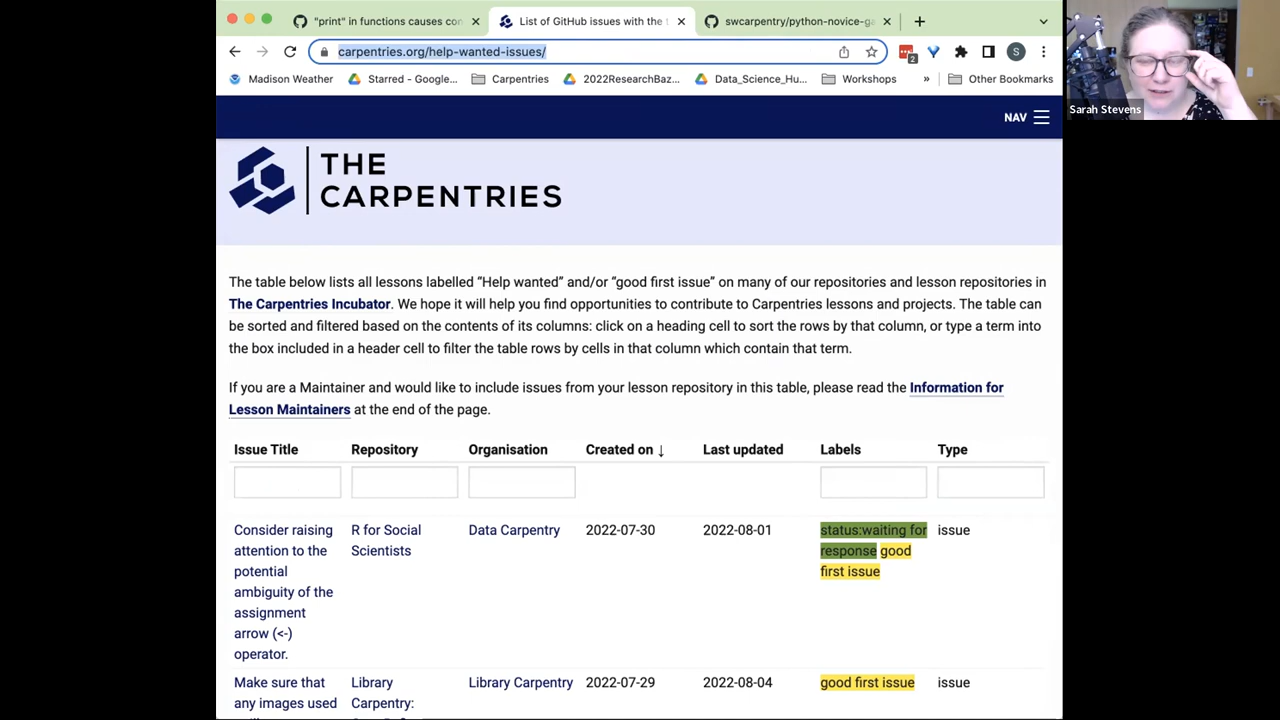 "print" in functions causes con
List of GitHub issues with the
swcarpentry/python-novice-ga
carpentries.org/help-wanted-issues/
2
S
Madison Weather
Starred - Google...
Carpentries
2022ResearchBaz...
Data_Science_Hu...
Workshops
»
Other Bookmarks
Sarah Stevens
NAV
THE
CARPENTRIES
The table below lists all lessons labelled “Help wanted” and/or “good first issue” on many of our repositories and lesson repositories in
The Carpentries Incubator. We hope it will help you find opportunities to contribute to Carpentries lessons and projects. The table can
be sorted and filtered based on the contents of its columns: click on a heading cell to sort the rows by that column, or type a term into
the box included in a header cell to filter the table rows by cells in that column which contain that term.
If you are a Maintainer and would like to include issues from your lesson repository in this table, please read the Information for
Lesson Maintainers at the end of the page.
Issue Title Repository Organisation Created on ↓ Last updated Labels Type
Consider raising R for Social Data Carpentry 2022-07-30 2022-08-01 status:waiting for issue
attention to the Scientists response good
potential first issue
ambiguity of the
assignment
arrow (<-)
operator.
Make sure that Library Library Carpentry 2022-07-29 2022-08-04 good first issue issue
any images used Carpentry: